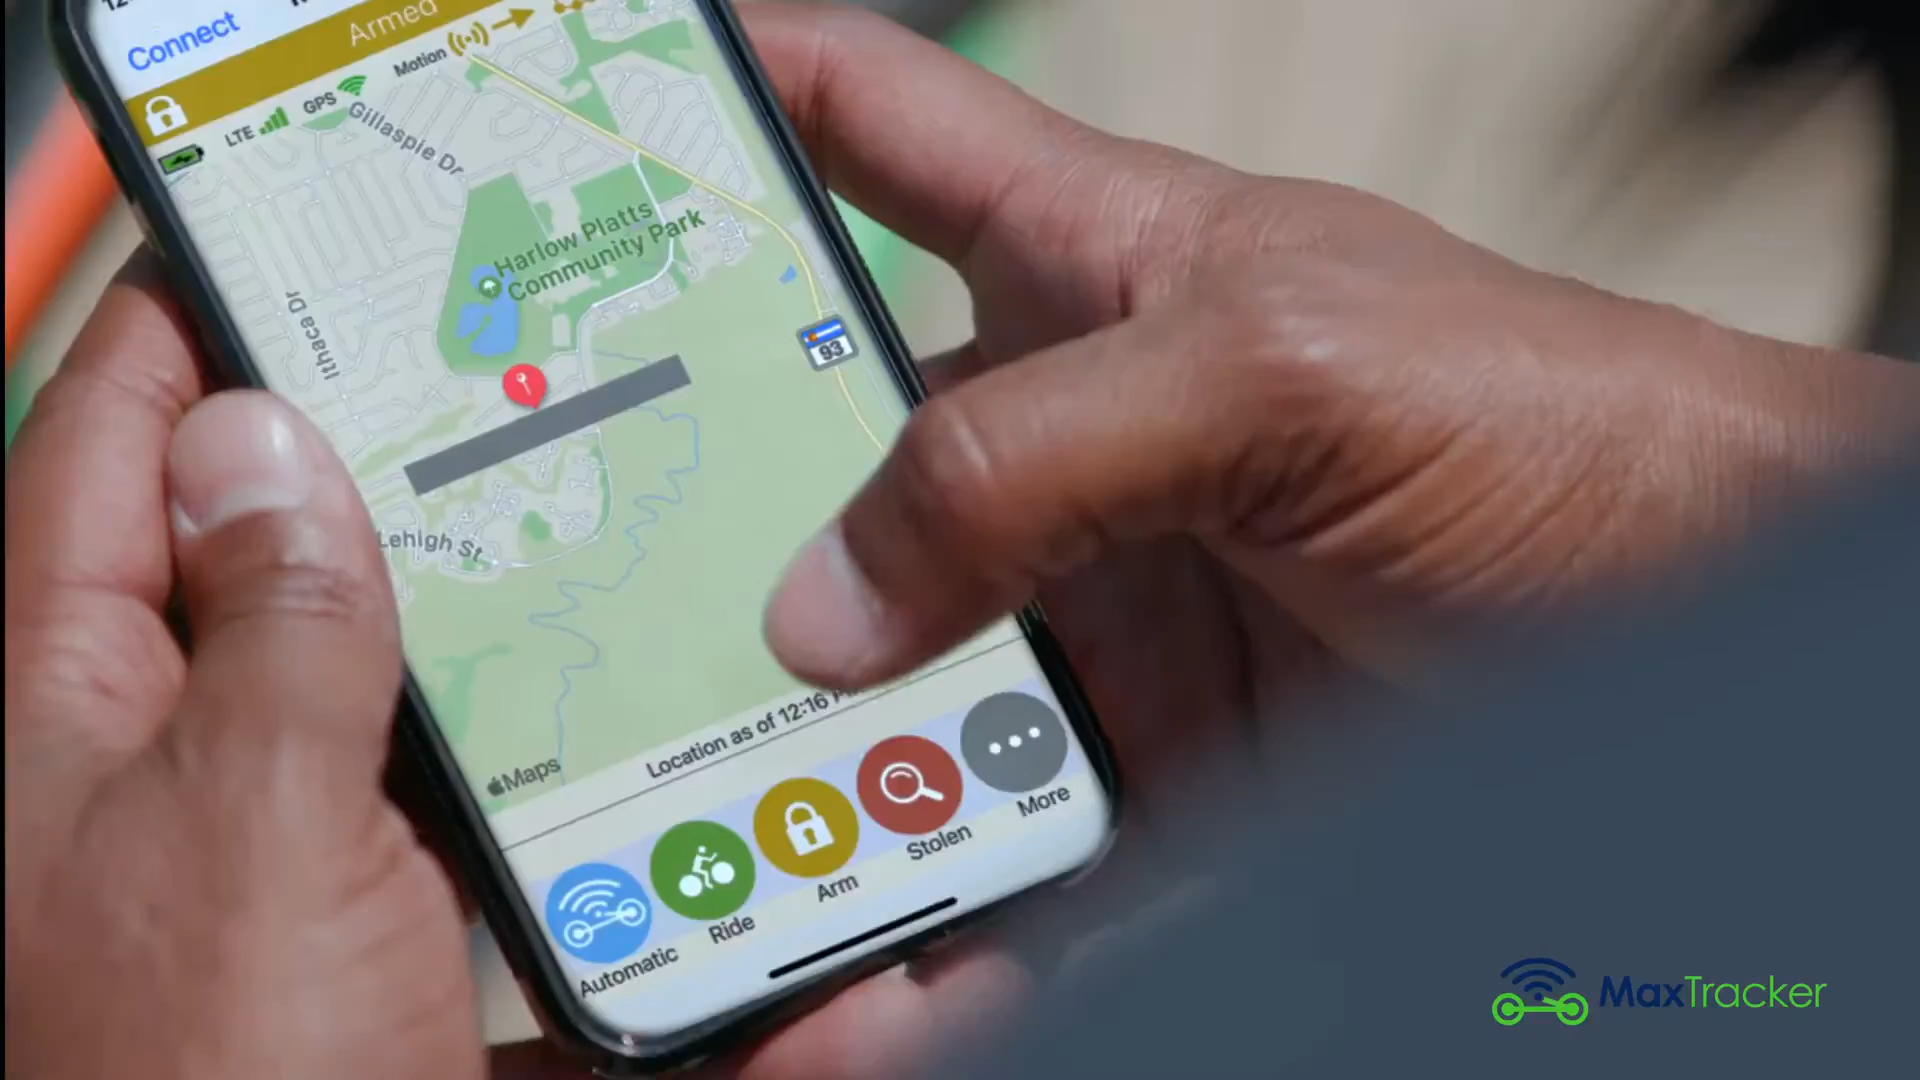 Connect
Armed
LTE
GPS
Motion
Gillaspie Dr
Harlow Platts
Community Park
Ithaca Dr
93
Lehigh St
Maps
Location as of 12:16
Automatic
Ride
Arm
Stolen
More
MaxTracker